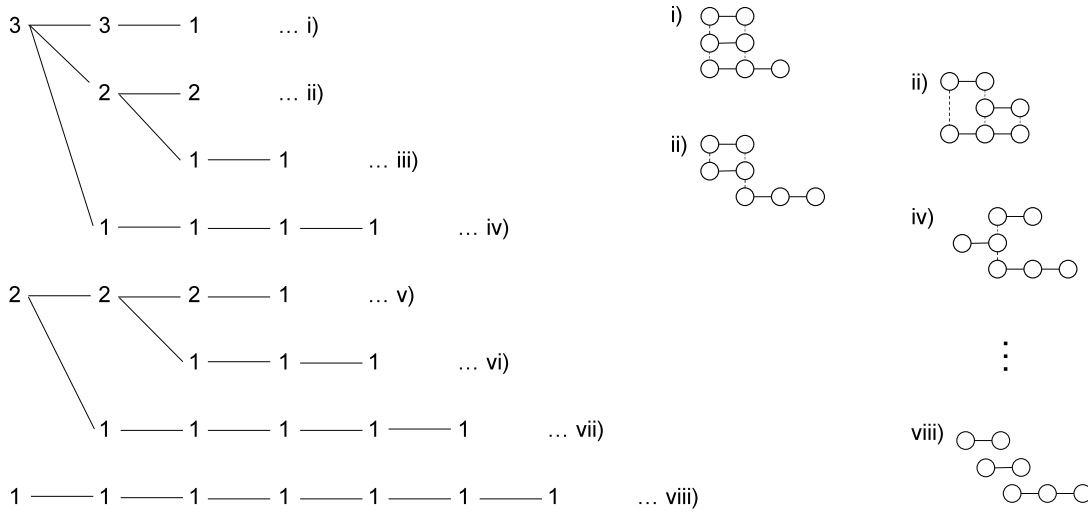 3 3 1 ... i)
2 2 ... ii)
1 1 ... iii)
1 1 1 1 ... iv)
2 2 2 1 ... v)
1 1 1 ... vi)
1 1 1 1 1 ... vii)
1 1 1 1 1 1 1 ... viii)
i)
ii)
ii)
iv)
⋮
viii)